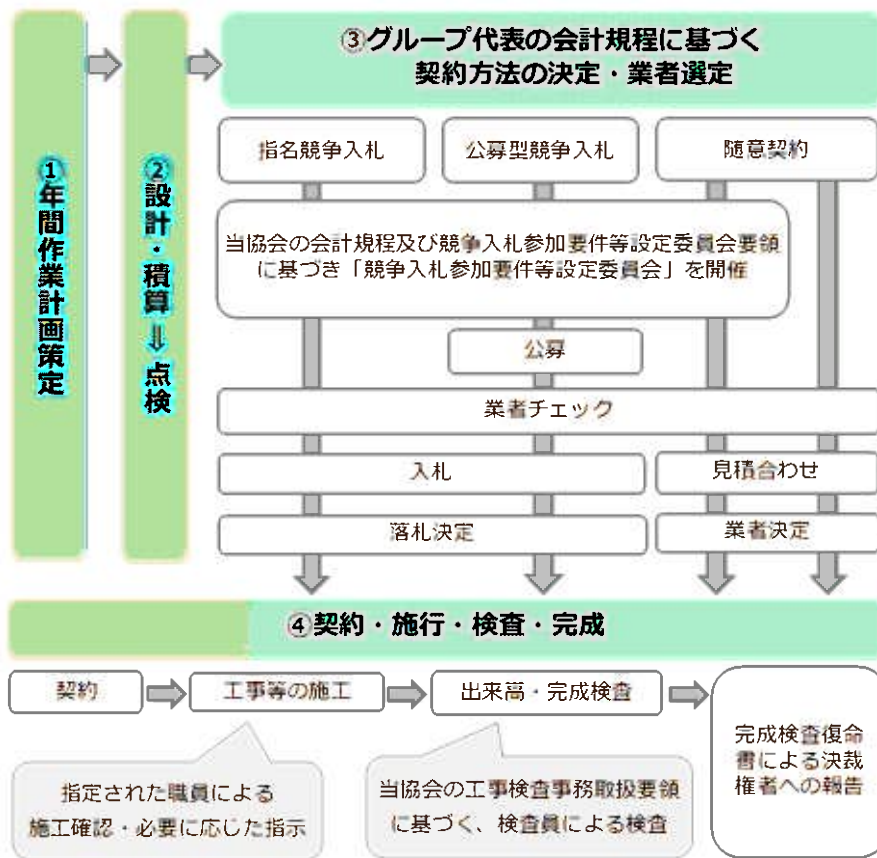 ①年間作業計画策定
②設計・積算⇒点検
③グループ代表の会計規程に基づく
契約方法の決定・業者選定
指名競争入札
公募型競争入札
随意契約
当協会の会計規程及び競争入札参加要件等設定委員会要領
に基づき「競争入札参加要件等設定委員会」を開催
公募
業者チェック
入札
見積合わせ
落札決定
業者決定
④契約・施行・検査・完成
契約
工事等の施工
出来高・完成検査
完成検査復命
書による決裁
権者への報告
指定された職員による
施工確認・必要に応じた指示
当協会の工事検査事務取扱要領
に基づく、検査員による検査